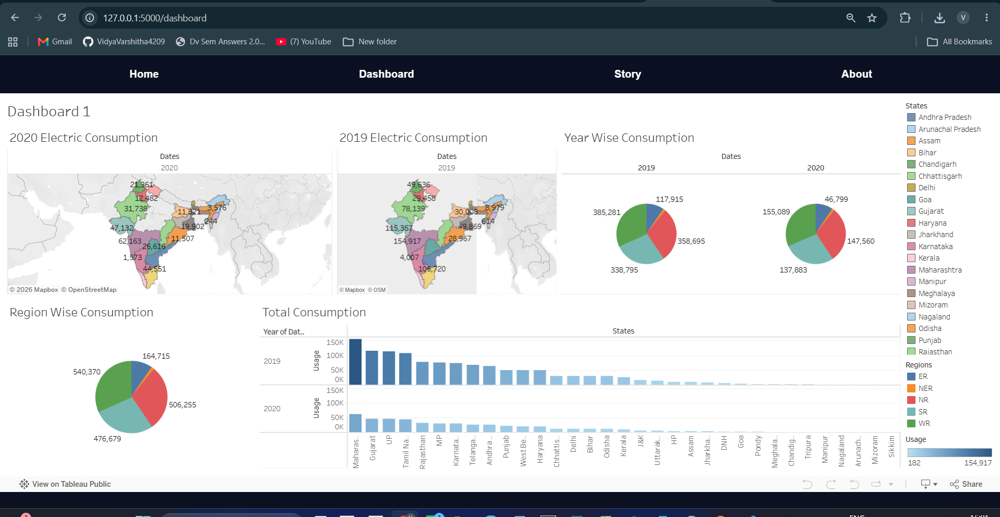 127.0.0.1:5000/dashboard
V
Gmail
VidyaVarshitha4209
Dv Sem Answers 2.0...
(7) YouTube
New folder
All Bookmarks
Home
Dashboard
Story
About
Dashboard 1
2020 Electric Consumption
Dates
2020
21,361
12,482
31,738
11,821
3,576
244
47,132
19,902
62,163
11,507
26,616
1,573
44,551
© 2026 Mapbox © OpenStreetMap
2019 Electric Consumption
Dates
2019
49,636
29,458
78,139
30,008
8,979
614
115,357
49,869
154,917
28,967
4,007
106,720
© Mapbox © OSM
Year Wise Consumption
Dates
2019
2020
117,915
385,281
358,695
338,795
46,799
155,089
147,560
137,883
Region Wise Consumption
164,715
540,370
506,255
476,679
Total Consumption
Year of Dat..
States
2019
Usage
150K
100K
50K
0K
2020
Usage
150K
100K
50K
0K
Maharas..
Gujarat
UP
Tamil Na..
Rajasthan
MP
Karnata..
Telanga..
Andhra ..
Punjab
West Be..
Haryana
Chhattis..
Delhi
Bihar
Odisha
Kerala
J&K
Uttarak..
HP
Assam
Jharkha..
DNH
Goa
Pondy
Meghala..
Chandig..
Tripura
Manipur
Nagaland
Arunach..
Mizoram
Sikkim
States
Andhra Pradesh
Arunachal Pradesh
Assam
Bihar
Chandigarh
Chhattisgarh
Delhi
Goa
Gujarat
Haryana
Jharkhand
Karnataka
Kerala
Maharashtra
Manipur
Meghalaya
Mizoram
Nagaland
Odisha
Punjab
Rajasthan
Regions
ER
NER
NR
SR
WR
Usage
182
154,917
View on Tableau Public
Share